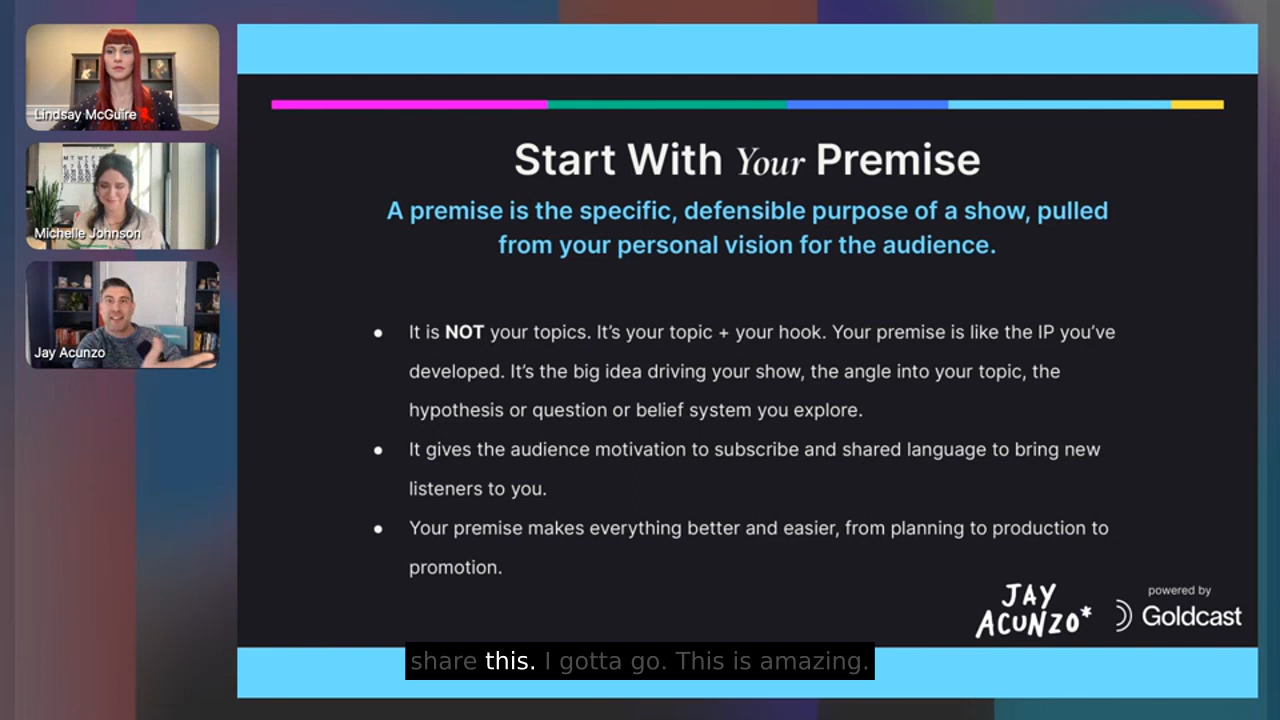 Lindsay McGuire
Michelle Johnson
Jay Acunzo
Start With Your Premise
A premise is the specific, defensible purpose of a show, pulled
from your personal vision for the audience.
● It is NOT your topics. It’s your topic + your hook. Your premise is like the IP you’ve
developed. It’s the big idea driving your show, the angle into your topic, the
hypothesis or question or belief system you explore.
● It gives the audience motivation to subscribe and shared language to bring new
listeners to you.
● Your premise makes everything better and easier, from planning to production to
promotion.
JAY
ACUNZO*
powered by
Goldcast
share this. I gotta go. This is amazing.